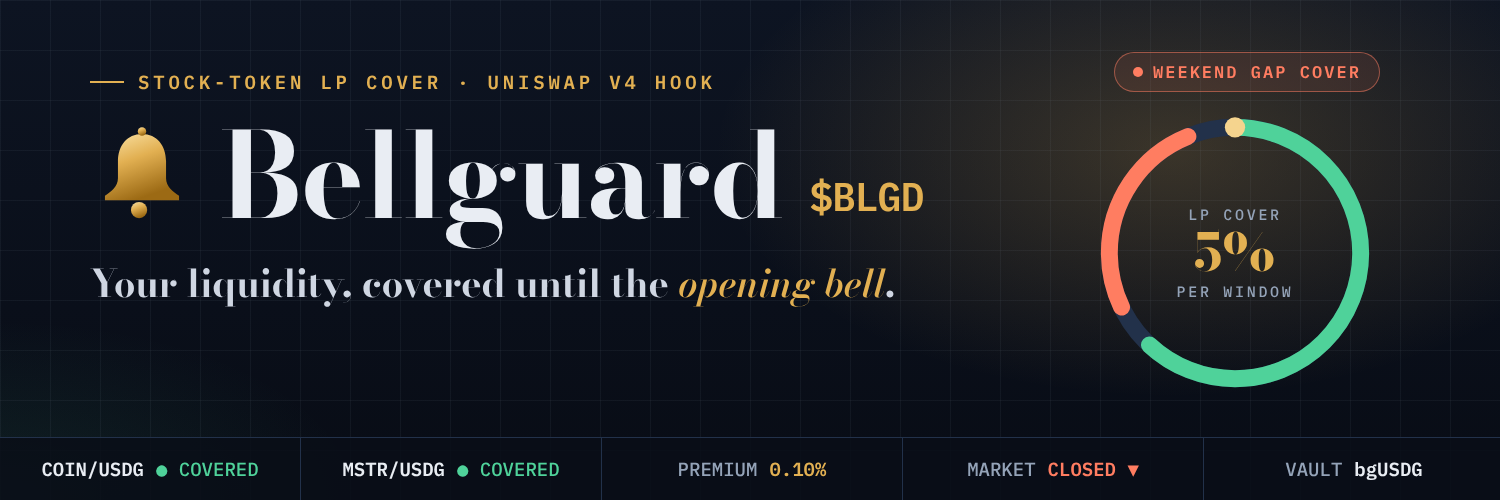 STOCK-TOKEN LP COVER · UNISWAP V4 HOOK
Bellguard $BLGD
Your liquidity, covered until the opening bell.
WEEKEND GAP COVER
LP COVER
5%
PER WINDOW
COIN/USDG ● COVERED
MSTR/USDG ● COVERED
PREMIUM 0.10%
MARKET CLOSED ▼
VAULT bgUSDG